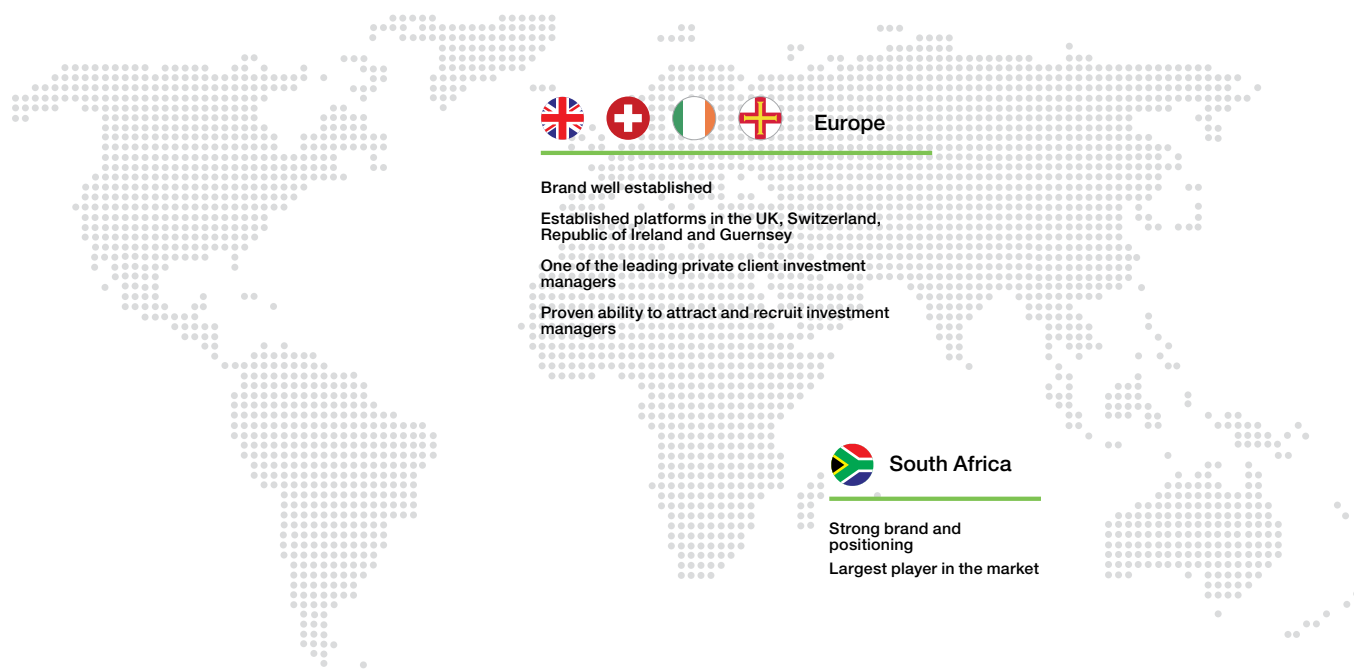 Europe
Brand well established
Established platforms in the UK, Switzerland,
Republic of Ireland and Guernsey
One of the leading private client investment
managers
Proven ability to attract and recruit investment
managers
South Africa
Strong brand and
positioning
Largest player in the market